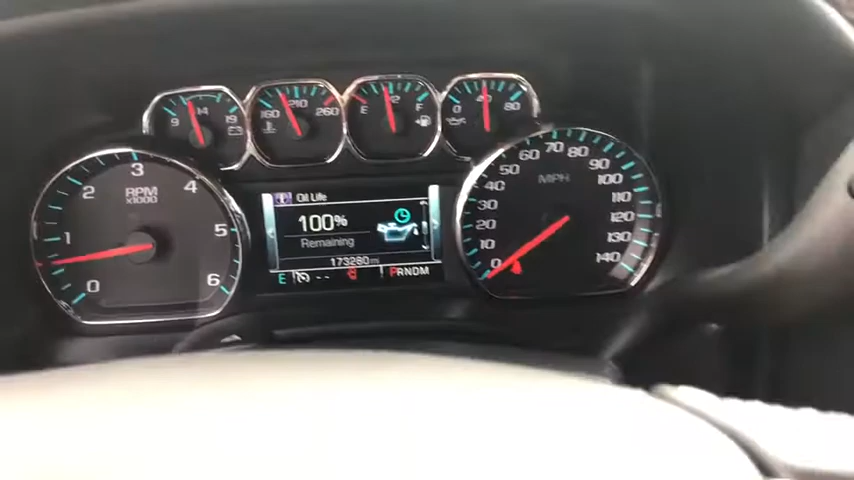 9 14 19
160 210 260
E 1/2 F
0 40 80
RPM
x1000
0 1 2 3 4 5 6
Oil Life
100%
Remaining
173280 mi
E
PRNDM
MPH
0 10 20 30 40 50 60 70 80 90 100 110 120 130 140